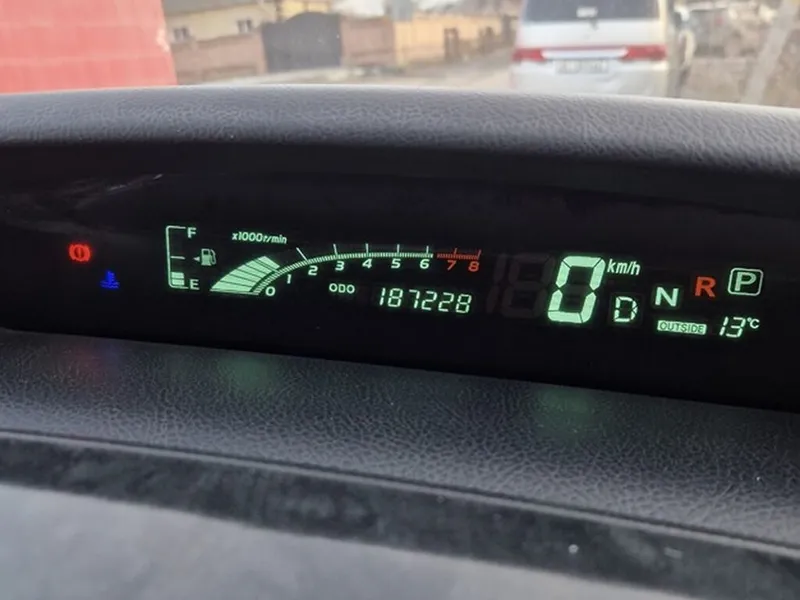 F
x1000r/min
E
0 1 2 3 4 5 6 7 8
ODO 187228
0 km/h
D N R P
OUTSIDE 13°C